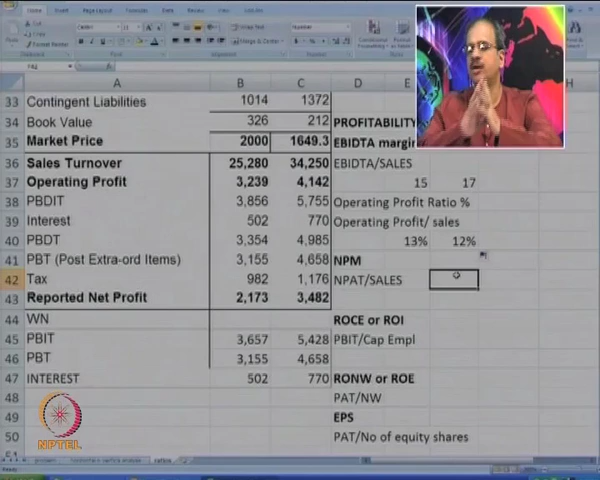 Home
F42
A B C D E H
33 Contingent Liabilities 1014 1372
34 Book Value 326 212 PROFITABILITY
35 Market Price 2000 1649.3 EBIDTA margin
36 Sales Turnover 25,280 34,250 EBIDTA/SALES
37 Operating Profit 3,239 4,142 15 17
38 PBDIT 3,856 5,755 Operating Profit Ratio %
39 Interest 502 770 Operating Profit/ sales
40 PBDT 3,354 4,985 13% 12%
41 PBT (Post Extra-ord Items) 3,155 4,658 NPM
42 Tax 982 1,176 NPAT/SALES
43 Reported Net Profit 2,173 3,482
44 WN ROCE or ROI
45 PBIT 3,657 5,428 PBIT/Cap Empl
46 PBT 3,155 4,658
47 INTEREST 502 770 RONW or ROE
48 PAT/NW
49 EPS
50 PAT/No of equity shares
NPTEL